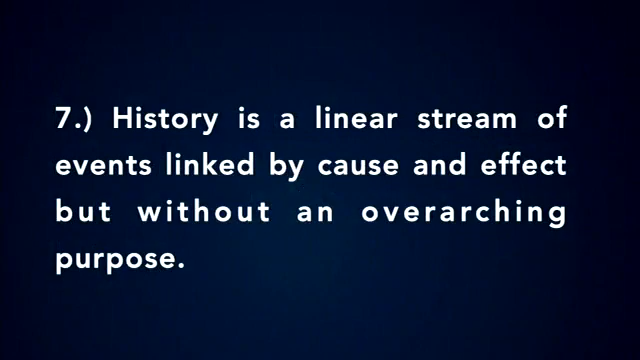 7.) History is a linear stream of
events linked by cause and effect
but without an overarching
purpose.